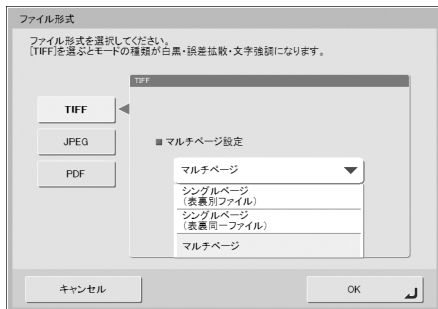 ファイル形式
ファイル形式を選択してください。
[TIFF]を選ぶとモードの種類が白黒・誤差拡散・文字強調になります。
TIFF
TIFF
JPEG
PDF
■マルチページ設定
マルチページ
シングルページ
(表裏別ファイル)
シングルページ
(表裏同一ファイル)
マルチページ
キャンセル
OK